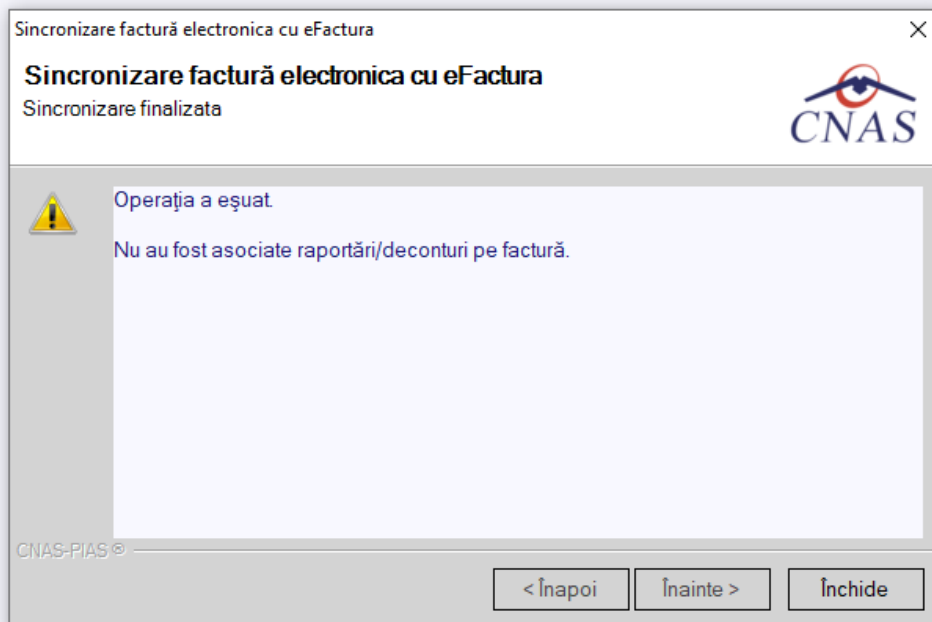 Sincronizare factură electronica cu eFactura
Sincronizare factură electronica cu eFactura
Sincronizare finalizata
CNAS
Operaţia a eşuat.
Nu au fost asociate raportări/deconturi pe factură.
CNAS-PIAS ®
< Înapoi
Înainte >
Închide